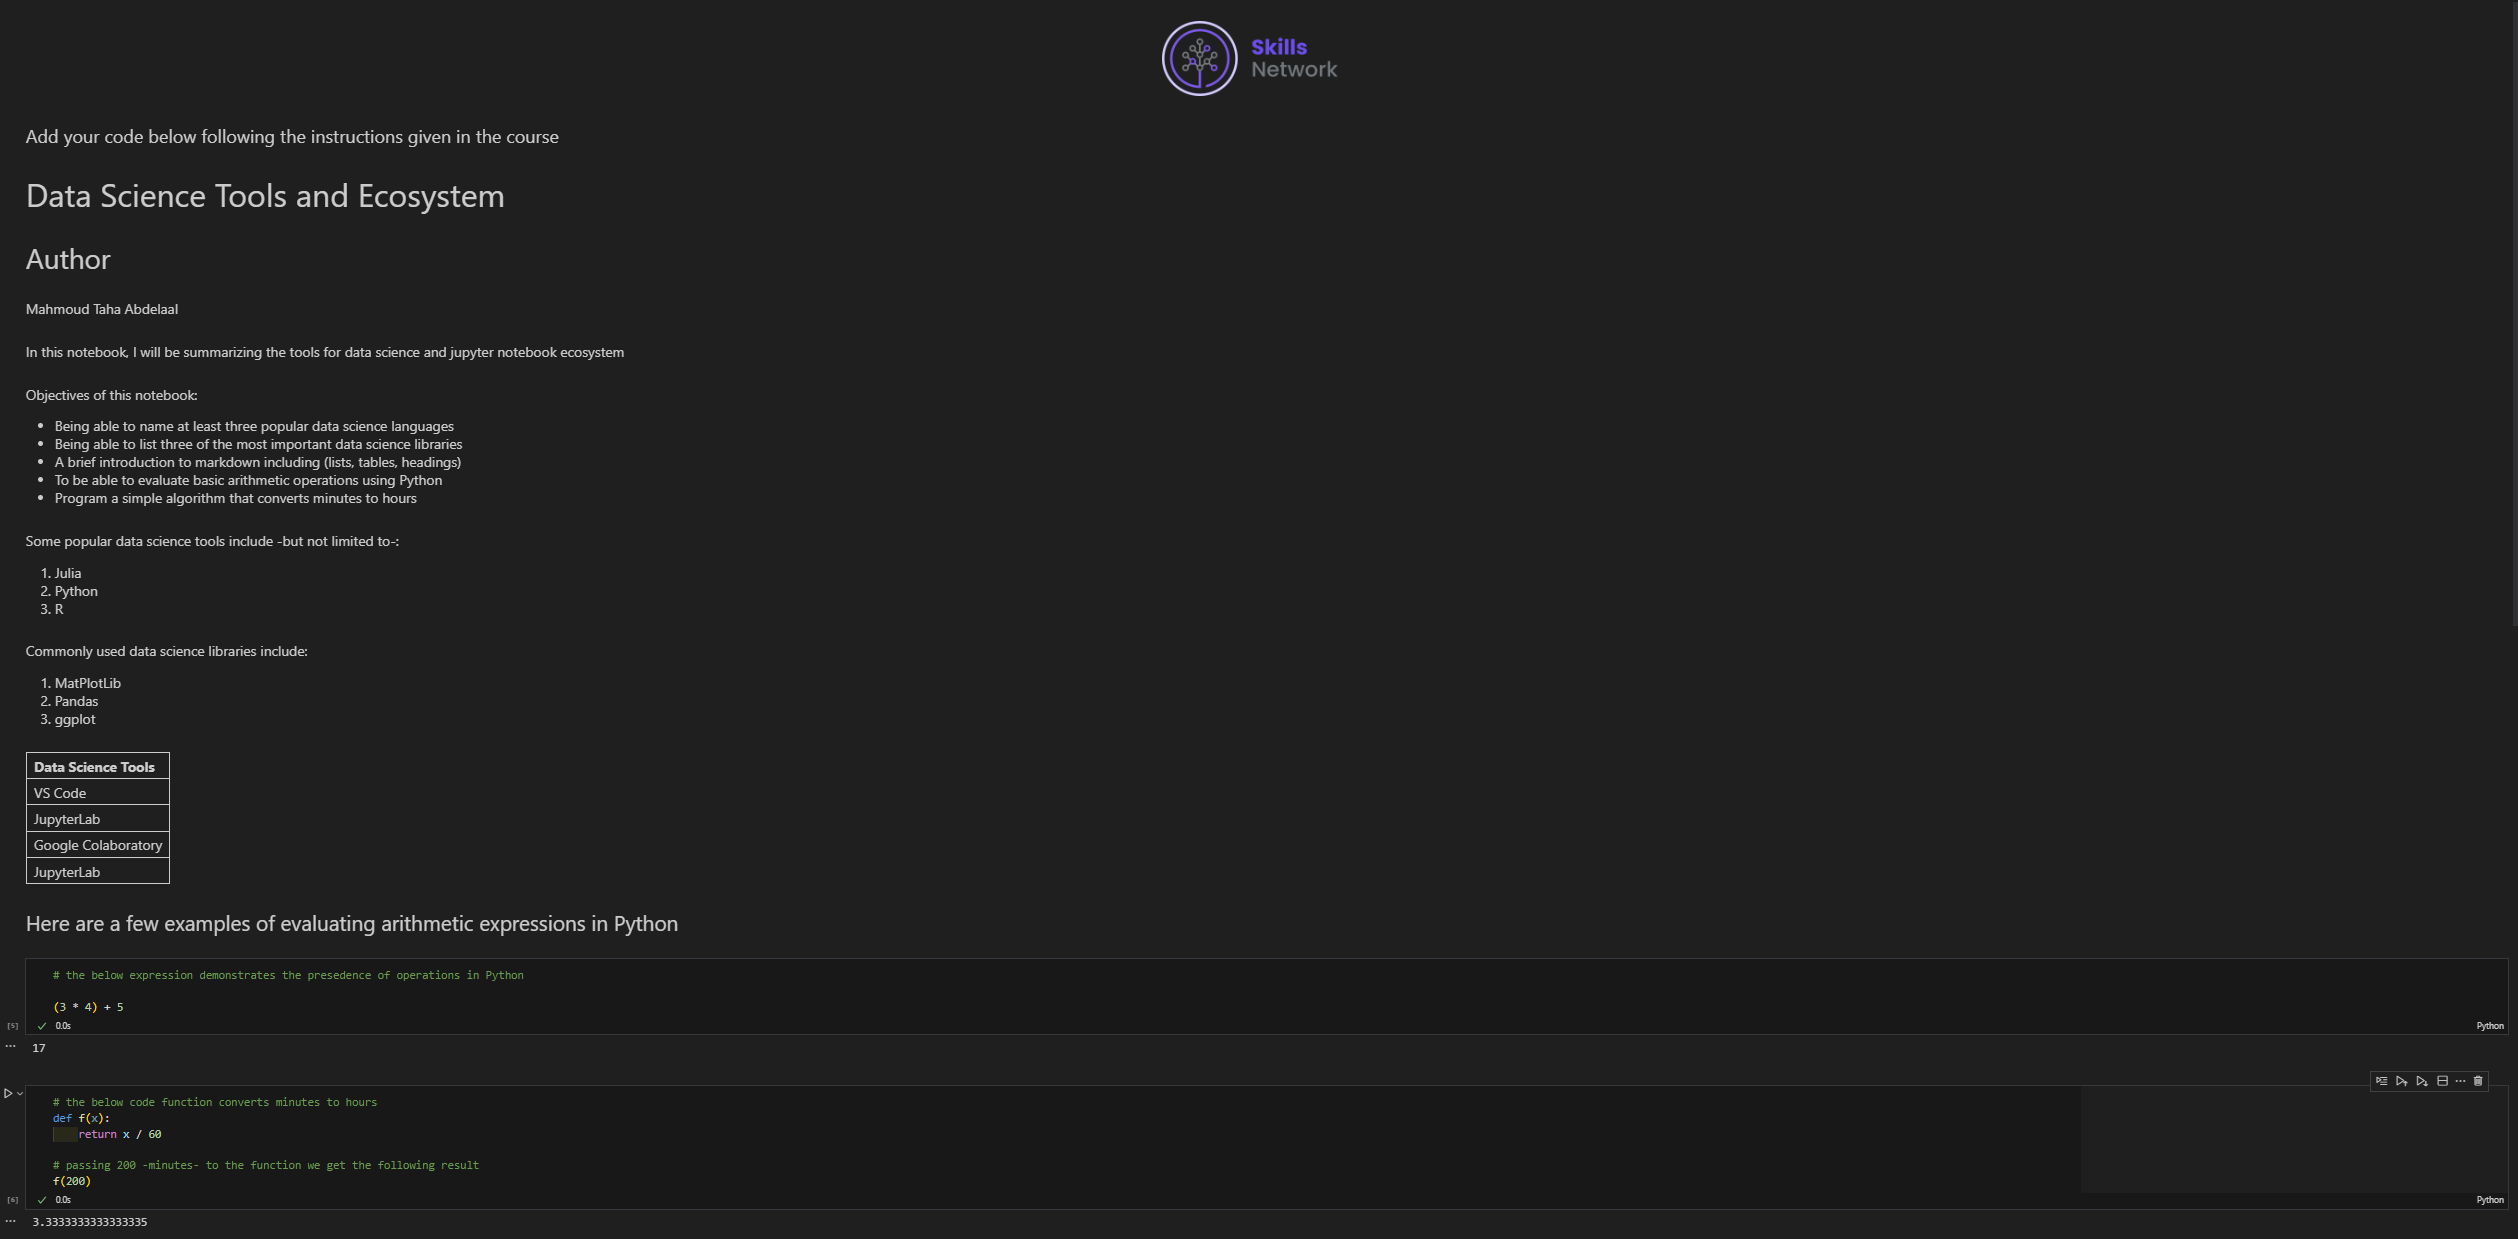 Skills
Network
Add your code below following the instructions given in the course
Data Science Tools and Ecosystem
Author
Mahmoud Taha Abdelaal
In this notebook, I will be summarizing the tools for data science and jupyter notebook ecosystem
Objectives of this notebook:
• Being able to name at least three popular data science languages
• Being able to list three of the most important data science libraries
• A brief introduction to markdown including (lists, tables, headings)
• To be able to evaluate basic arithmetic operations using Python
• Program a simple algorithm that converts minutes to hours
Some popular data science tools include -but not limited to-:
1. Julia
2. Python
3. R
Commonly used data science libraries include:
1. MatPlotLib
2. Pandas
3. ggplot
Data Science Tools
VS Code
JupyterLab
Google Colaboratory
JupyterLab
Here are a few examples of evaluating arithmetic expressions in Python
# the below expression demonstrates the presedence of operations in Python
(3 * 4) + 5
[5] 0.0s Python
17
# the below code function converts minutes to hours
def f(x):
    return x / 60
# passing 200 -minutes- to the function we get the following result
f(200)
[6] 0.0s Python
3.3333333333333335